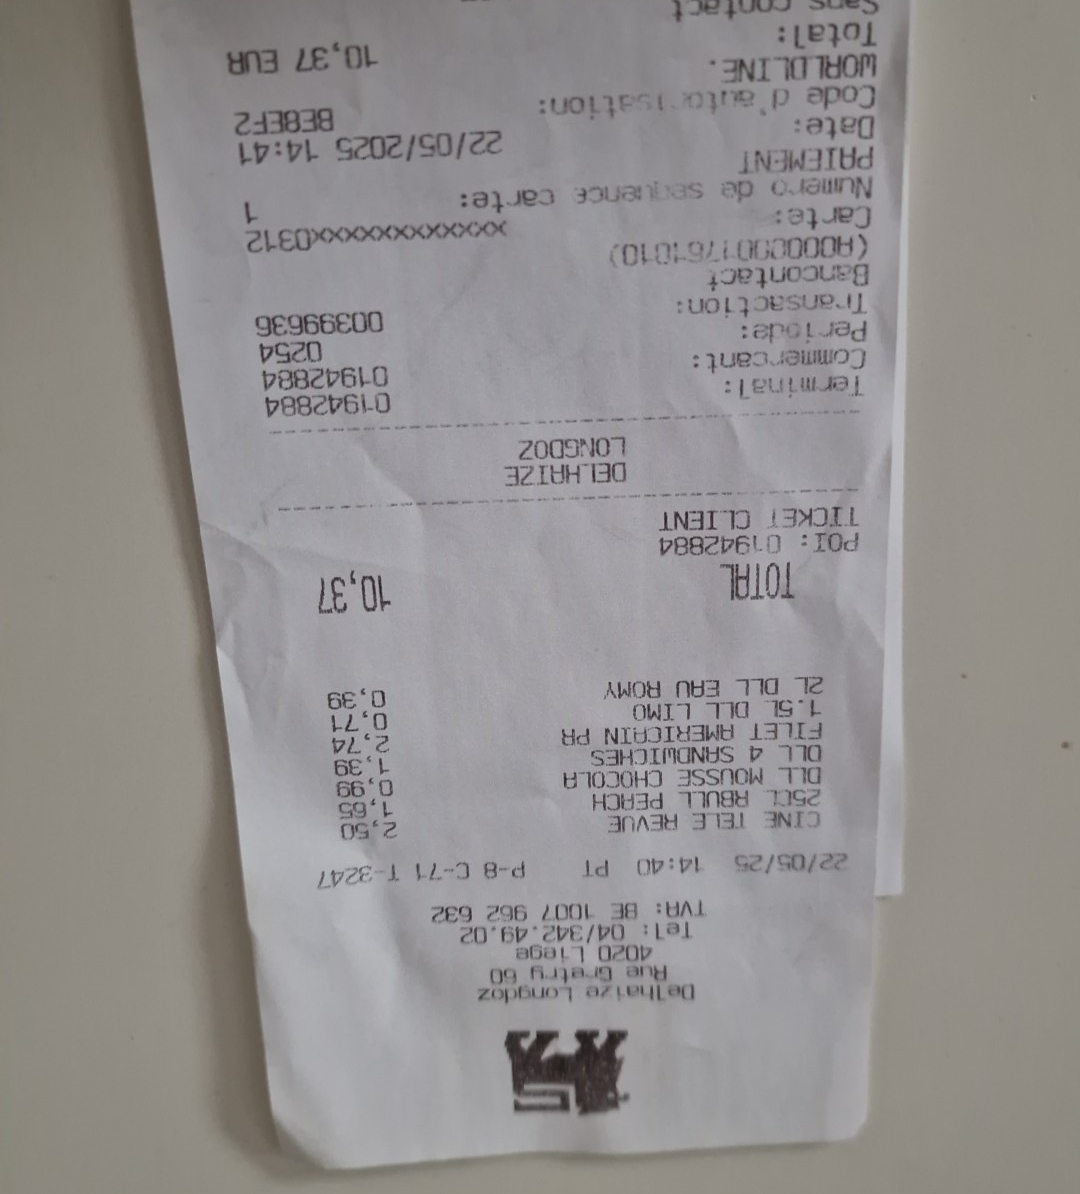 Delhaize Longdoz
Rue Gretry 60
4020 Liege
Tel: 04/342.49.02
TVA: BE 1007 962 632
22/05/25 14:40 PT P-8 C-71 T-3247
CINE TELE REVUE 2,50
25CL RBULL PEACH 1,65
DLL MOUSSE CHOCOLA 0,99
DLL 4 SANDWICHES 1,39
FILET AMERICAIN PR 2,74
1.5L DLL LIMO 0,71
2L DLL EAU ROMY 0,39
TOTAL 10,37
POI: 01942884
TICKET CLIENT
DELHAIZE
LONGDOZ
Terminal: 01942884
Commercant: 01942884
Periode: 0254
Transaction: 00399636
Bancontact
(A0000001761010)
Carte: xxxxxxxxxxxxx0312
Numero de sequence carte: 1
PAIEMENT
Date: 22/05/2025 14:41
Code d'autorisation: BE8EF2
WORLDLINE.
Total: 10,37 EUR
Sans contact